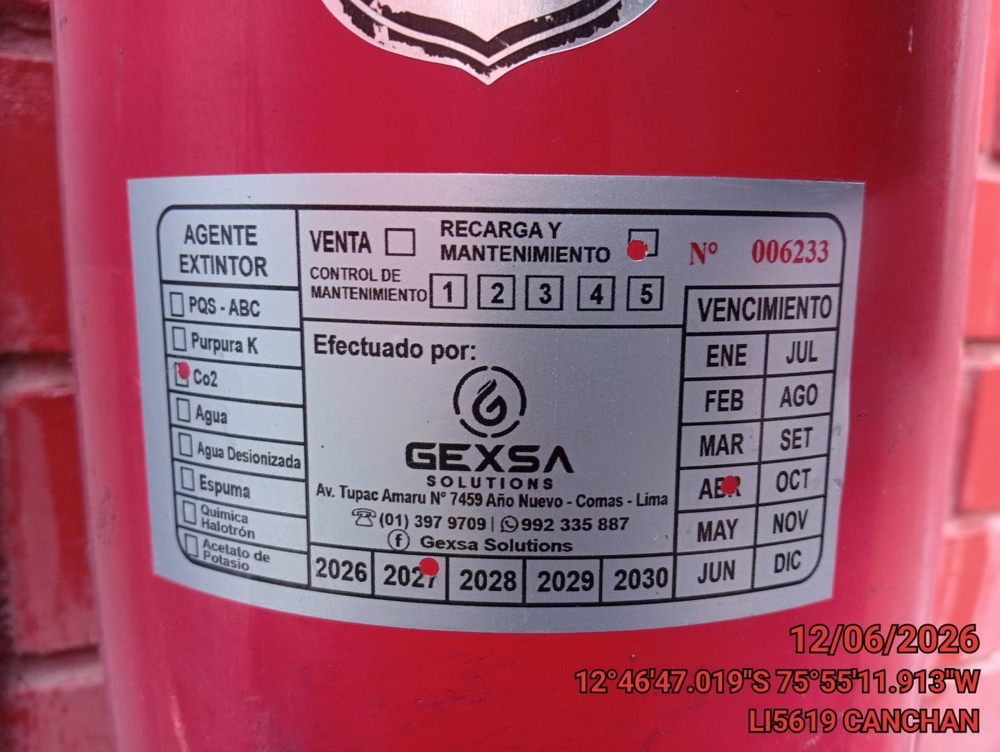 AGENTE
EXTINTOR
PQS - ABC
Purpura K
Co2
Agua
Agua Desionizada
Espuma
Quimica
Halotrón
Acetato de
Potasio
VENTA
RECARGA Y
MANTENIMIENTO
CONTROL DE
MANTENIMIENTO 1 2 3 4 5
Nº 006233
Efectuado por:
G
GEXSA
SOLUTIONS
Av. Tupac Amaru N° 7459 Año Nuevo - Comas - Lima
(01) 397 9709 | 992 335 887
f Gexsa Solutions
2026 2027 2028 2029 2030
VENCIMIENTO
ENE JUL
FEB AGO
MAR SET
ABR OCT
MAY NOV
JUN DIC
12/06/2026
12°46'47.019"S 75°55'11.913"W
LI5619 CANCHAN